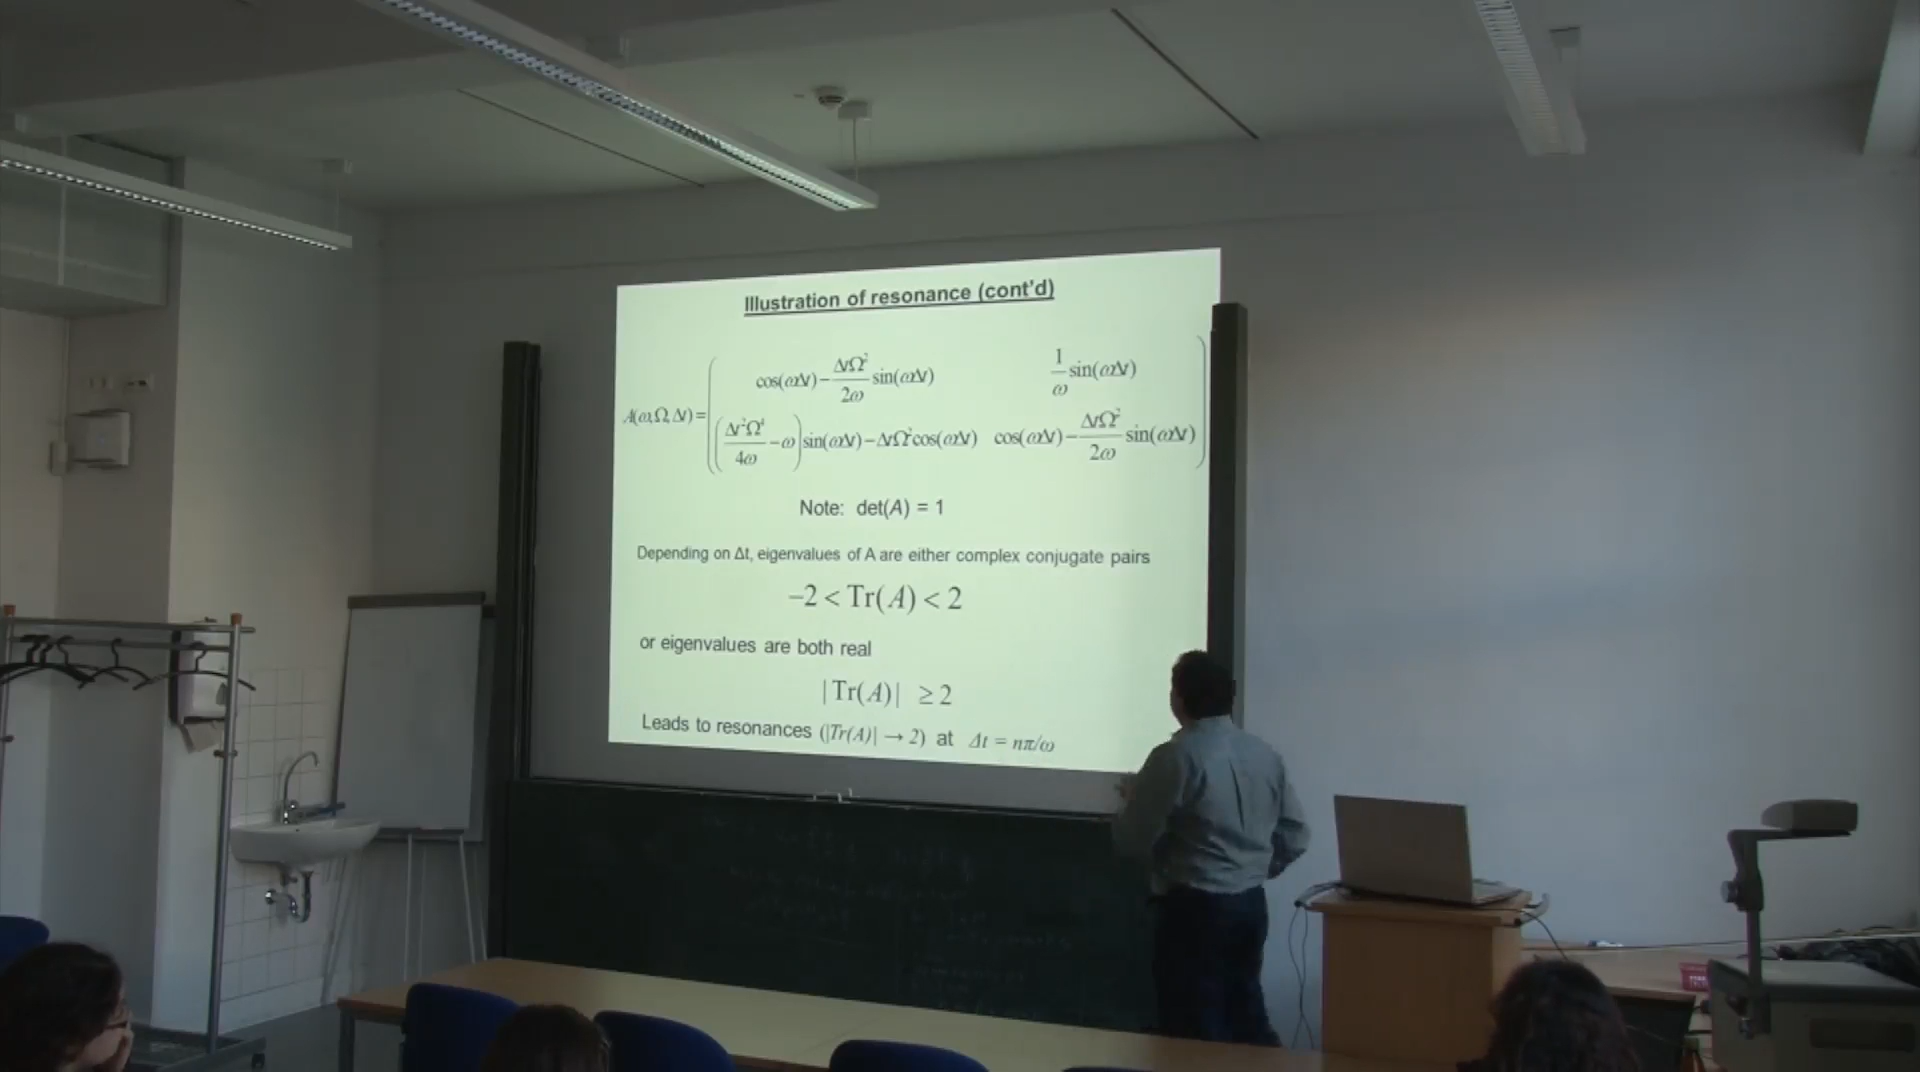 Illustration of resonance (cont'd)
A(ω,Ω,Δt) = ( cos(ωΔt) − ΔtΩ²/2ω sin(ωΔt)   1/ω sin(ωΔt)
(Δt²Ω⁴/4ω − ω) sin(ωΔt) − ΔtΩ² cos(ωΔt)   cos(ωΔt) − ΔtΩ²/2ω sin(ωΔt) )
Note: det(A) = 1
Depending on Δt, eigenvalues of A are either complex conjugate pairs
−2 < Tr(A) < 2
or eigenvalues are both real
|Tr(A)| ≥ 2
Leads to resonances (|Tr(A)| → 2) at Δt = nπ/ω